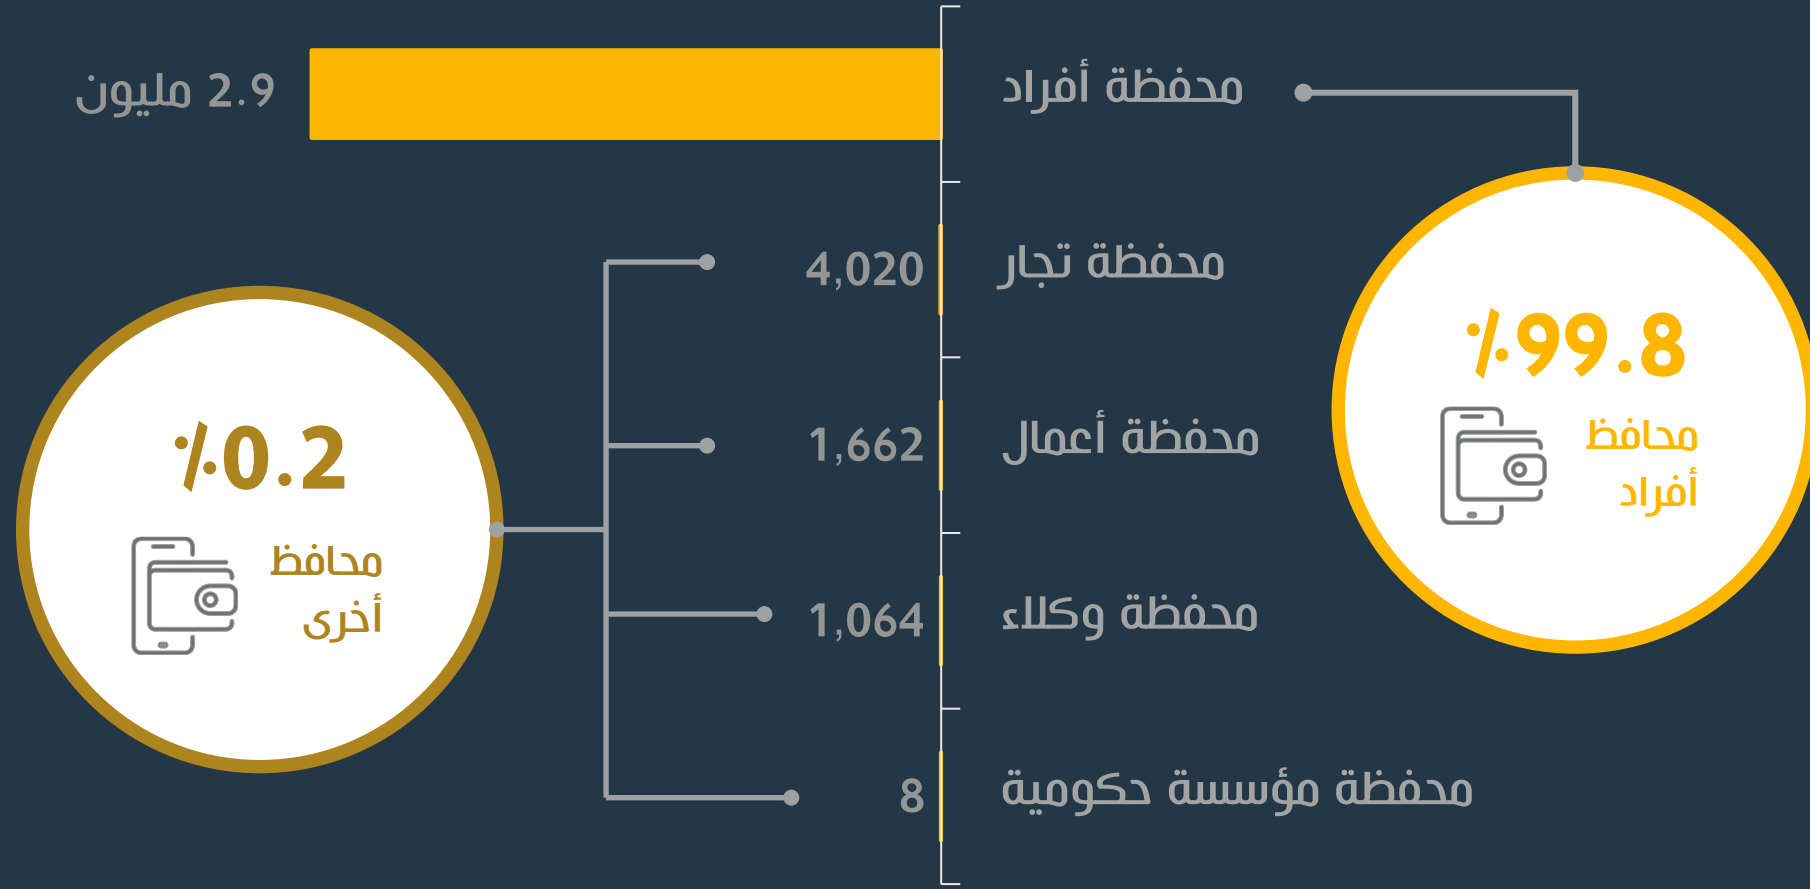 محفظة أفراد
2.9 مليون
محفظة تجار
4,020
محفظة أعمال
1,662
محفظة وكلاء
1,064
محفظة مؤسسة حكومية
8
٪99.8
محافظ
أفراد
٪0.2
محافظ
أخرى